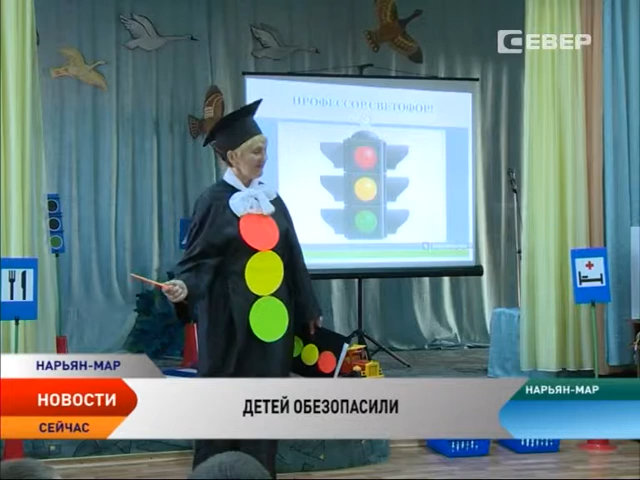 СЕВЕР
ПРОФЕССОР СВЕТОФОР!
НАРЬЯН-МАР
НОВОСТИ
СЕЙЧАС
ДЕТЕЙ ОБЕЗОПАСИЛИ
НАРЬЯН-МАР